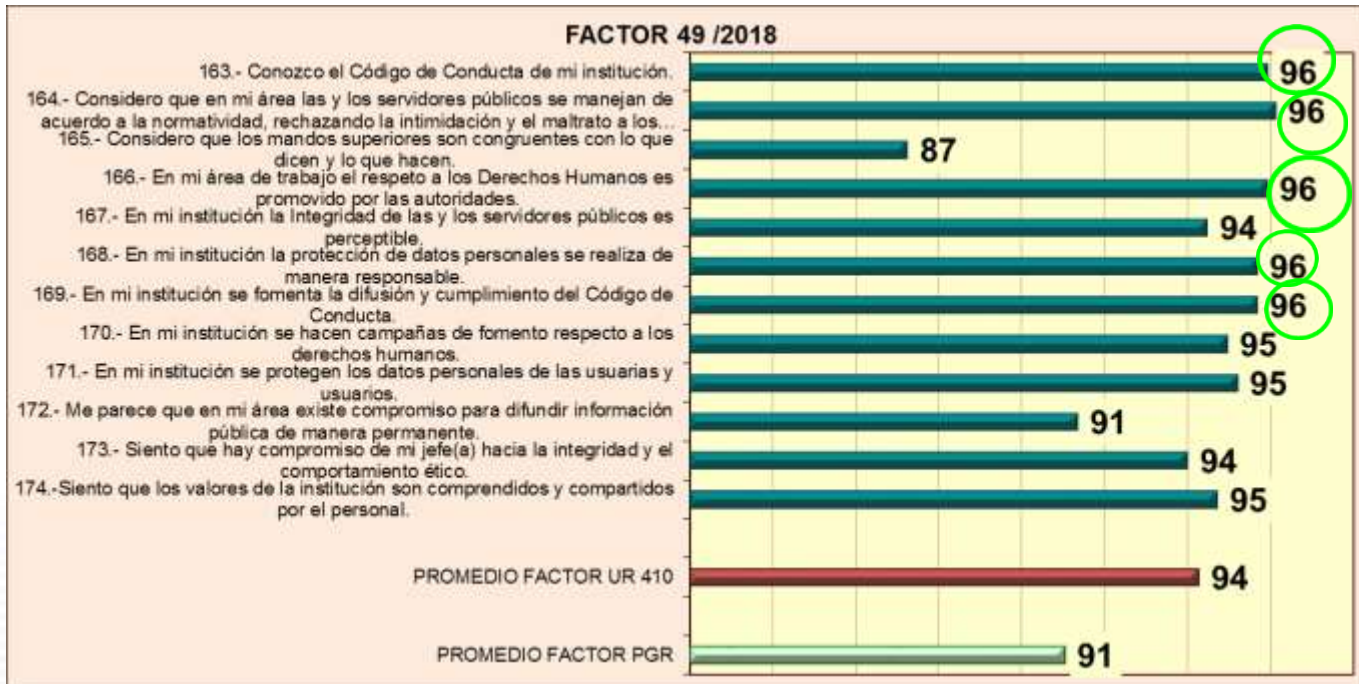 FACTOR 49 /2018
163.- Conozco el Código de Conducta de mi institución.
96
164.- Considero que en mi área las y los servidores públicos se manejan de
acuerdo a la normatividad, rechazando la intimidación y el maltrato a los...
96
165.- Considero que los mandos superiores son congruentes con lo que
dicen y lo que hacen.
87
166.- En mi área de trabajo el respeto a los Derechos Humanos es
promovido por las autoridades.
96
167.- En mi institución la Integridad de las y los servidores públicos es
perceptible.
94
168.- En mi institución la protección de datos personales se realiza de
manera responsable.
96
169.- En mi institución se fomenta la difusión y cumplimiento del Código de
Conducta.
96
170.- En mi institución se hacen campañas de fomento respecto a los
derechos humanos.
95
171.- En mi institución se protegen los datos personales de las usuarias y
usuarios.
95
172.- Me parece que en mi área existe compromiso para difundir información
pública de manera permanente.
91
173.- Siento que hay compromiso de mi jefe(a) hacia la integridad y el
comportamiento ético.
94
174.-Siento que los valores de la institución son comprendidos y compartidos
por el personal.
95
PROMEDIO FACTOR UR 410
94
PROMEDIO FACTOR PGR
91